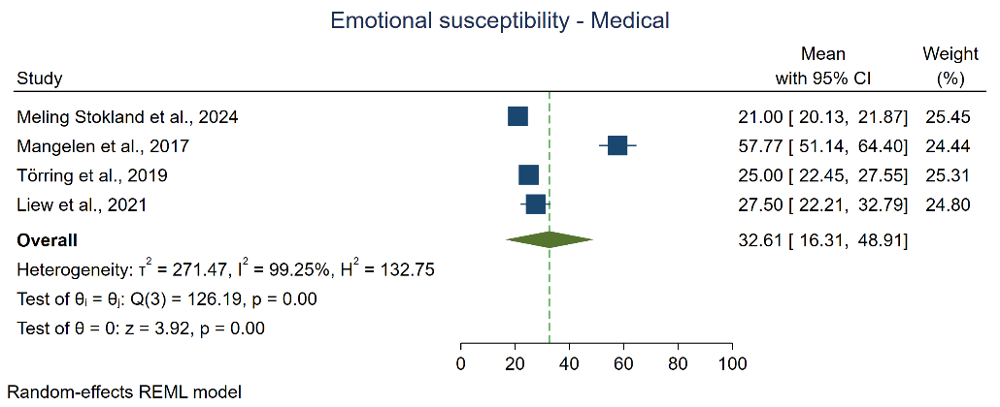 Emotional susceptibility - Medical
Mean Weight
Study with 95% CI (%)
Meling Stokland et al., 2024 21.00 [ 20.13, 21.87] 25.45
Mangelen et al., 2017 57.77 [ 51.14, 64.40] 24.44
Törring et al., 2019 25.00 [ 22.45, 27.55] 25.31
Liew et al., 2021 27.50 [ 22.21, 32.79] 24.80
Overall 32.61 [ 16.31, 48.91]
Heterogeneity: τ² = 271.47, I² = 99.25%, H² = 132.75
Test of θᵢ = θⱼ: Q(3) = 126.19, p = 0.00
Test of θ = 0: z = 3.92, p = 0.00
0 20 40 60 80 100
Random-effects REML model